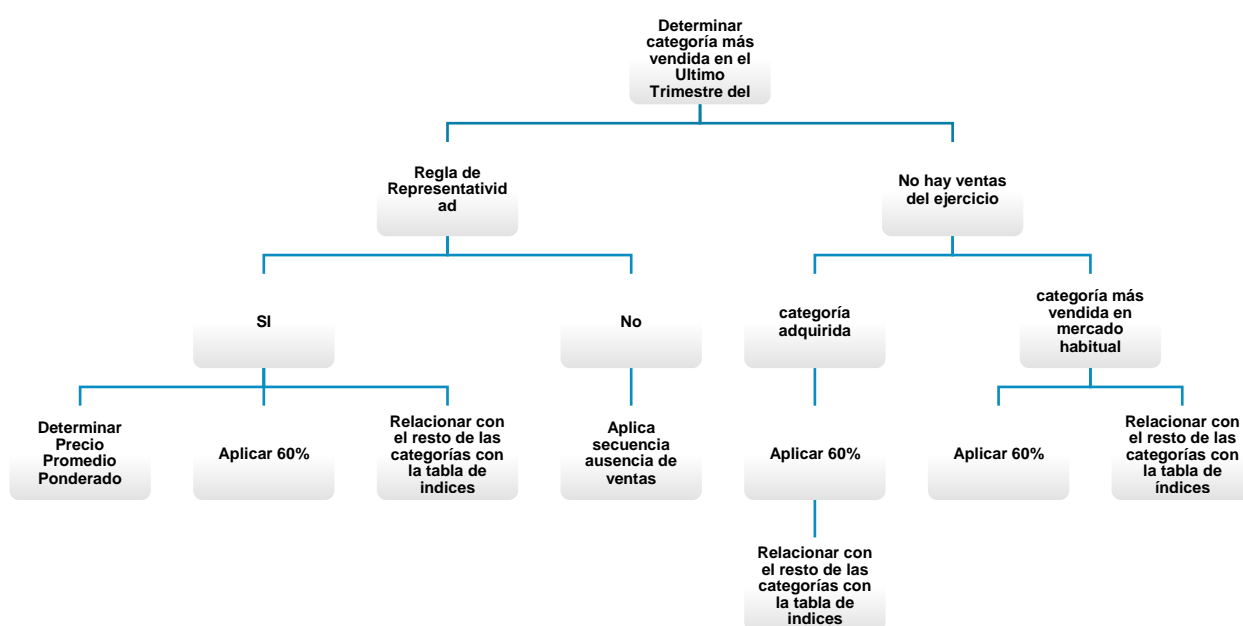 Determinar
categoría más
vendida en el
Ultimo
Trimestre del
Regla de
Representativid
ad
No hay ventas
del ejercicio
SI
No
categoría
adquirida
categoría más
vendida en
mercado
habitual
Determinar
Precio
Promedio
Ponderado
Aplicar 60%
Relacionar con
el resto de las
categorías con
la tabla de
indices
Aplica
secuencia
ausencia de
ventas
Aplicar 60%
Aplicar 60%
Relacionar con
el resto de las
categorías con
la tabla de
índices
Relacionar con
el resto de las
categorías con
la tabla de
indices